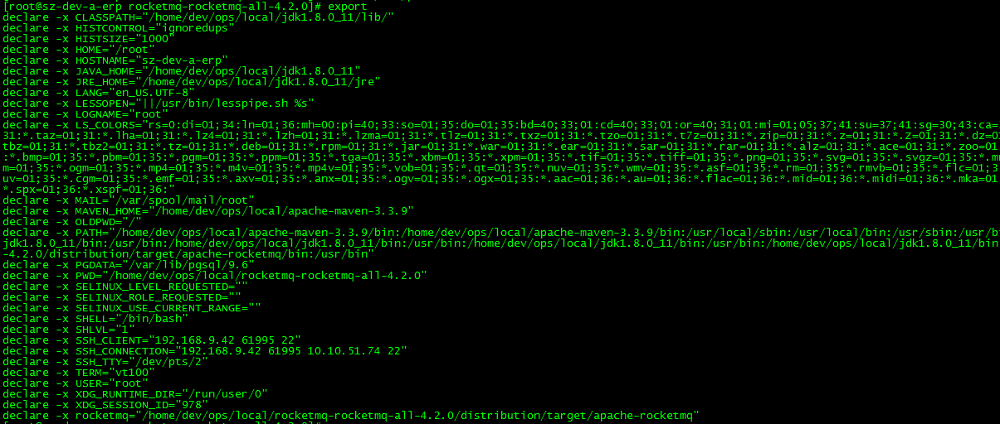 [root@sz-dev-a-erp rocketmq-rocketmq-all-4.2.0]# export
declare -x CLASSPATH="/home/dev/ops/local/jdk1.8.0_11/lib/"
declare -x HISTCONTROL="ignoredups"
declare -x HISTSIZE="1000"
declare -x HOME="/root"
declare -x HOSTNAME="sz-dev-a-erp"
declare -x JAVA_HOME="/home/dev/ops/local/jdk1.8.0_11"
declare -x JRE_HOME="/home/dev/ops/local/jdk1.8.0_11/jre"
declare -x LANG="en_US.UTF-8"
declare -x LESSOPEN="||/usr/bin/lesspipe.sh %s"
declare -x LOGNAME="root"
declare -x LS_COLORS="rs=0:di=01;34:ln=01;36:mh=00:pi=40;33:so=01;35:do=01;35:bd=40;33;01:cd=40;33;01:or=40;31;01:mi=01;05;37;41:su=37;41:sg=30;43:ca=
31:*.taz=01;31:*.lha=01;31:*.lz4=01;31:*.lzh=01;31:*.lzma=01;31:*.tlz=01;31:*.txz=01;31:*.tzo=01;31:*.t7z=01;31:*.zip=01;31:*.z=01;31:*.Z=01;31:*.dz=0
tbz=01;31:*.tbz2=01;31:*.tz=01;31:*.deb=01;31:*.rpm=01;31:*.jar=01;31:*.war=01;31:*.ear=01;31:*.sar=01;31:*.rar=01;31:*.alz=01;31:*.ace=01;31:*.zoo=01
:*.bmp=01;35:*.pbm=01;35:*.pgm=01;35:*.ppm=01;35:*.tga=01;35:*.xbm=01;35:*.xpm=01;35:*.tif=01;35:*.tiff=01;35:*.png=01;35:*.svg=01;35:*.svgz=01;35:*.mn
m=01;35:*.ogm=01;35:*.mp4=01;35:*.m4v=01;35:*.mp4v=01;35:*.vob=01;35:*.qt=01;35:*.nuv=01;35:*.wmv=01;35:*.asf=01;35:*.rm=01;35:*.rmvb=01;35:*.flc=01;3
uv=01;35:*.cgm=01;35:*.emf=01;35:*.axv=01;35:*.anx=01;35:*.ogv=01;35:*.ogx=01;35:*.aac=01;36:*.au=01;36:*.flac=01;36:*.mid=01;36:*.midi=01;36:*.mka=01
*.spx=01;36:*.xspf=01;36:"
declare -x MAIL="/var/spool/mail/root"
declare -x MAVEN_HOME="/home/dev/ops/local/apache-maven-3.3.9"
declare -x OLDPWD="/"
declare -x PATH="/home/dev/ops/local/apache-maven-3.3.9/bin:/home/dev/ops/local/apache-maven-3.3.9/bin:/usr/local/sbin:/usr/local/bin:/usr/sbin:/usr/b
jdk1.8.0_11/bin:/usr/bin:/home/dev/ops/local/jdk1.8.0_11/bin:/usr/bin:/home/dev/ops/local/jdk1.8.0_11/bin:/usr/bin:/home/dev/ops/local/jdk1.8.0_11/bin
-4.2.0/distribution/target/apache-rocketmq/bin:/usr/bin"
declare -x PGDATA="/var/lib/pgsql/9.6"
declare -x PWD="/home/dev/ops/local/rocketmq-rocketmq-all-4.2.0"
declare -x SELINUX_LEVEL_REQUESTED=""
declare -x SELINUX_ROLE_REQUESTED=""
declare -x SELINUX_USE_CURRENT_RANGE=""
declare -x SHELL="/bin/bash"
declare -x SHLVL="1"
declare -x SSH_CLIENT="192.168.9.42 61995 22"
declare -x SSH_CONNECTION="192.168.9.42 61995 10.10.51.74 22"
declare -x SSH_TTY="/dev/pts/2"
declare -x TERM="vt100"
declare -x USER="root"
declare -x XDG_RUNTIME_DIR="/run/user/0"
declare -x XDG_SESSION_ID="978"
declare -x rocketmq="/home/dev/ops/local/rocketmq-rocketmq-all-4.2.0/distribution/target/apache-rocketmq"